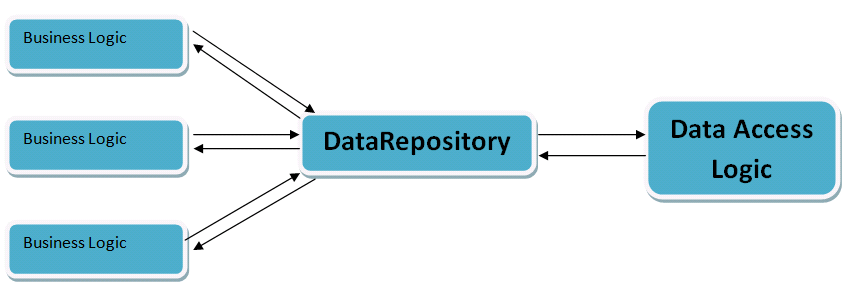 Business Logic
Business Logic
DataRepository
Data Access
Logic
Business Logic